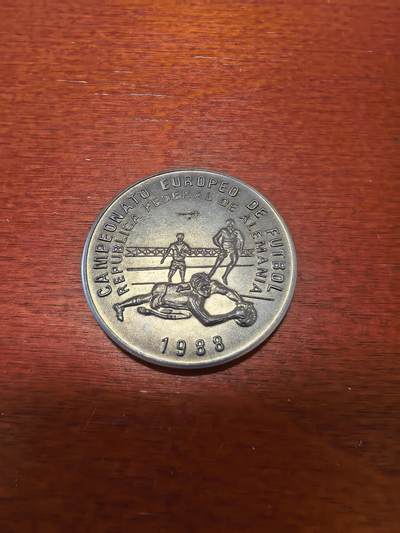 CAMPEONATO EUROPEO DE FUTBOL
REPUBLICA FEDERAL DE ALEMANIA
1988